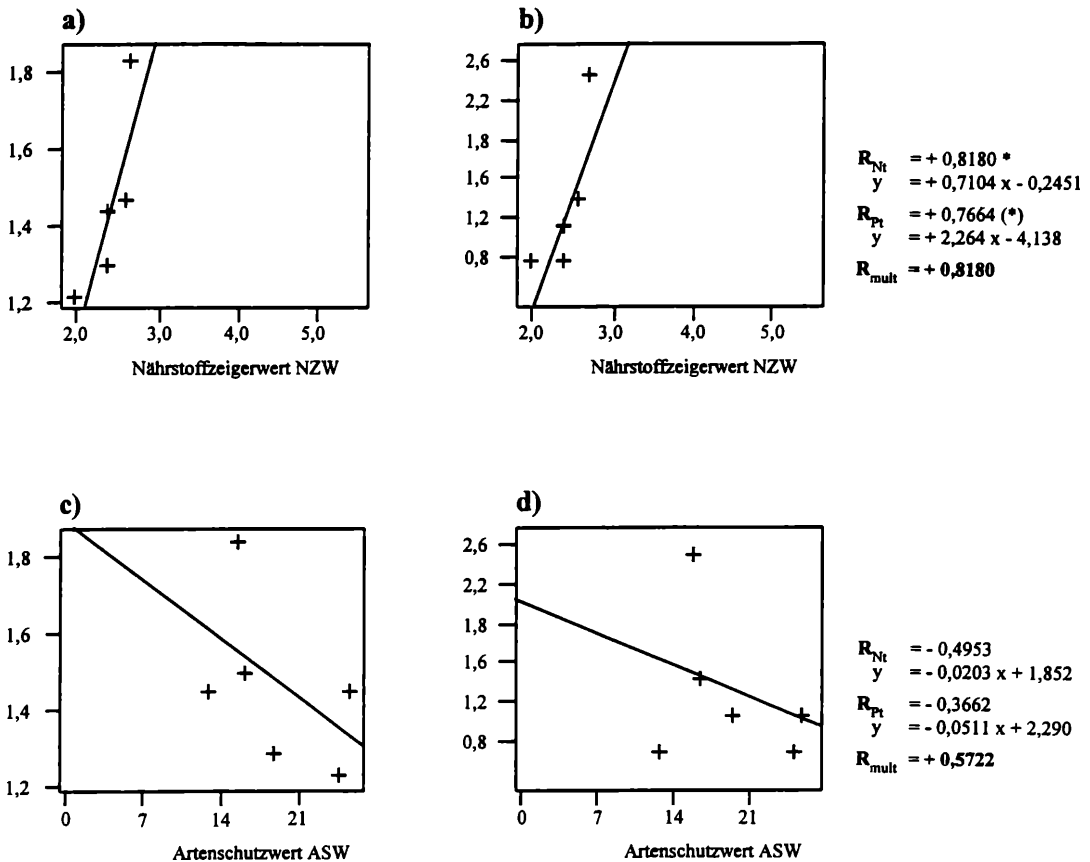 a)
1,8
1,6
1,4
1,2
2,0 3,0 4,0 5,0
Nährstoffzeigerwert NZW
b)
2,6
2,2
1,8
1,2
0,8
2,0 3,0 4,0 5,0
Nährstoffzeigerwert NZW
R_Nt = + 0,8180 *
y = + 0,7104 x - 0,2451
R_Pt = + 0,7664 (*)
y = + 2,264 x - 4,138
R_mult = + 0,8180
c)
1,8
1,6
1,4
1,2
0 7 14 21
Artenschutzwert ASW
d)
2,6
2,2
1,8
1,6
1,2
0,8
0 7 14 21
Artenschutzwert ASW
R_Nt = - 0,4953
y = - 0,0203 x + 1,852
R_Pt = - 0,3662
y = - 0,0511 x + 2,290
R_mult = + 0,5722